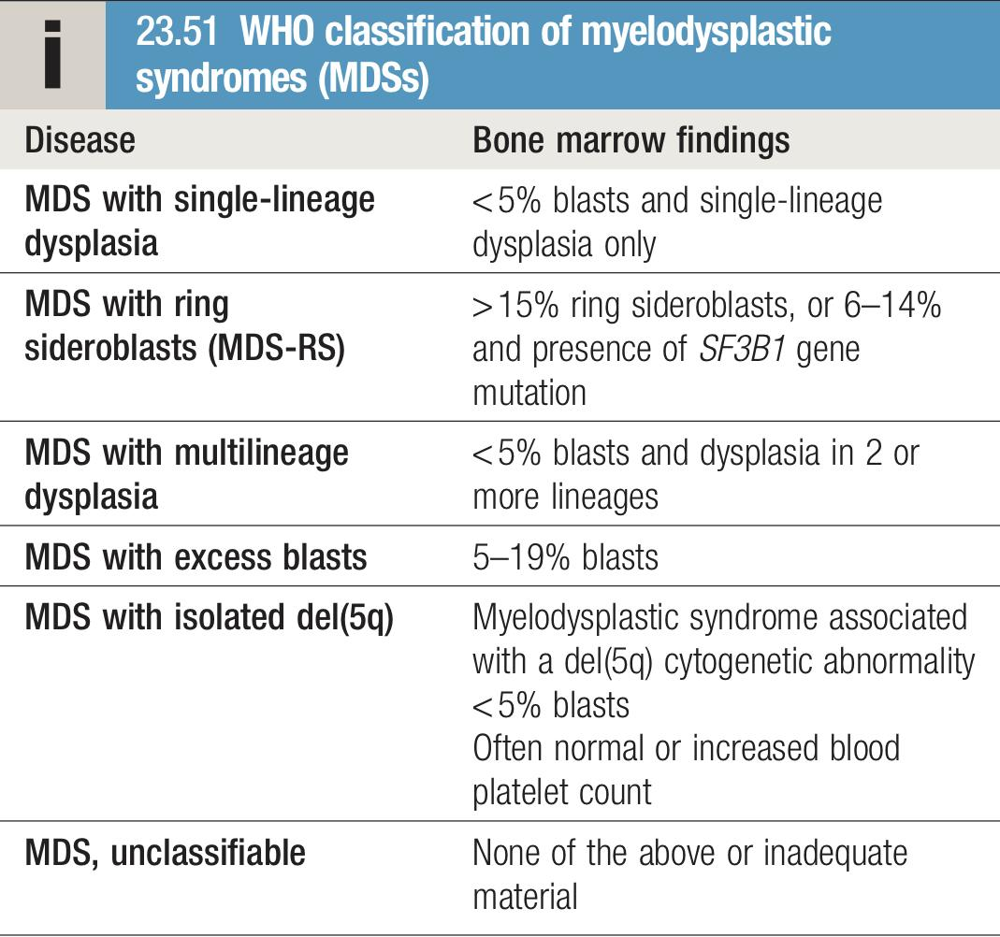 i
23.51 WHO classification of myelodysplastic
syndromes (MDSs)
Disease
Bone marrow findings
MDS with single-lineage
dysplasia
<5% blasts and single-lineage
dysplasia only
MDS with ring
sideroblasts (MDS-RS)
>15% ring sideroblasts, or 6–14%
and presence of SF3B1 gene
mutation
MDS with multilineage
dysplasia
<5% blasts and dysplasia in 2 or
more lineages
MDS with excess blasts
5–19% blasts
MDS with isolated del(5q)
Myelodysplastic syndrome associated
with a del(5q) cytogenetic abnormality
<5% blasts
Often normal or increased blood
platelet count
MDS, unclassifiable
None of the above or inadequate
material